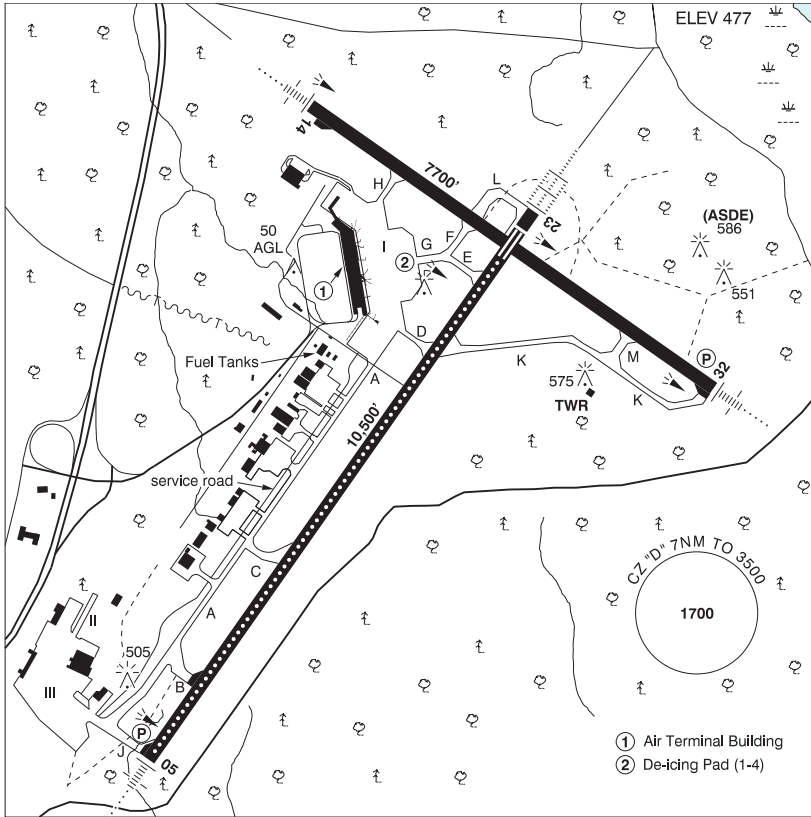 ELEV 477
14
7700'
L
H
23
(ASDE)
586
50
AGL
I
G
F
E
2
551
1
D
K
M
P
32
Fuel Tanks
A
575
TWR
K
10,500'
service road
C
CZ "D" 7NM TO 3500
1700
A
II
505
III
B
P
J
05
1 Air Terminal Building
2 De-icing Pad (1-4)